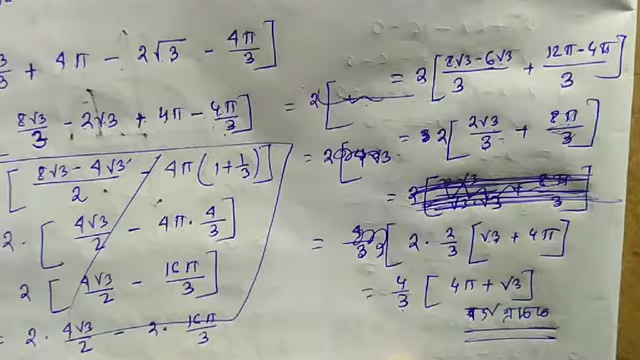 √3/3 + 4π − 2√3 − 4π/3]
8√3/3 − 2√3 + 4π − 4π/3]
[8√3 − 4√3/2 − 4π(1 + 1/3)]
2 · [4√3/2 − 4π · 4/3]
2 [4√3/2 − 16π/3]
= 2 · 4√3/2 − 2 · 16π/3
= 2 [8√3 − 6√3/3 + 12π − 4π/3]
= 2 [2√3/3 + 8π/3]
= [2 · 2/3 [√3 + 4π]
= 4/3 [4π + √3]